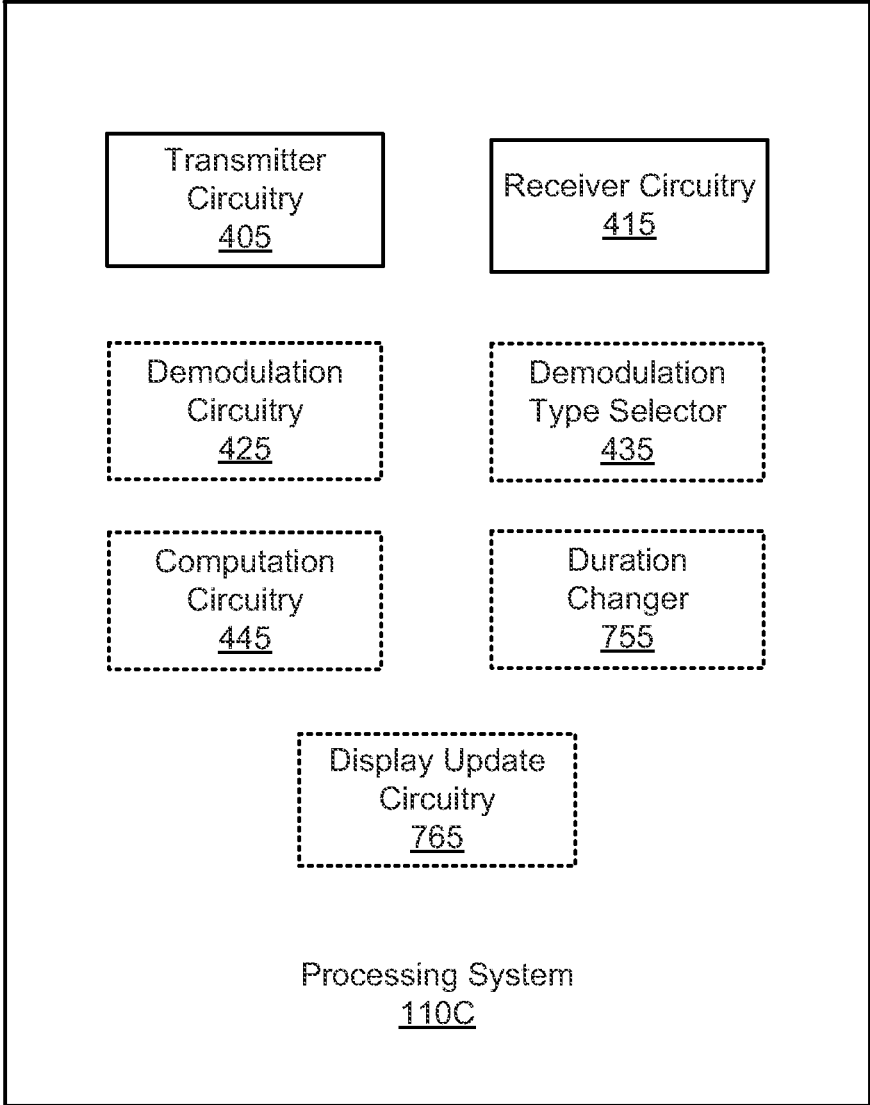 Transmitter
Circuitry
405
Receiver Circuitry
415
Demodulation
Circuitry
425
Demodulation
Type Selector
435
Computation
Circuitry
445
Duration
Changer
755
Display Update
Circuitry
765
Processing System
110C